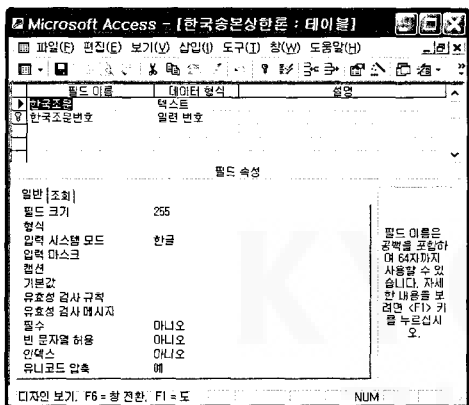 Microsoft Access - [한국송본상한론 : 테이블]
파일(F) 편집(E) 보기(V) 삽입(I) 도구(T) 창(W) 도움말(H)
필드 이름 데이터 형식 설명
한국조문 텍스트
한국조문번호 일련 번호
필드 속성
일반 조회
필드 크기 255
형식
입력 시스템 모드 한글
입력 마스크
캡션
기본값
유효성 검사 규칙
유효성 검사 메시지
필수 아니오
빈 문자열 허용 아니오
인덱스 아니오
유니코드 압축 예
필드 이름은
공백을 포함하
며 64자까지
사용할 수 있
습니다. 자세
한 내용을 보
려면 <F1> 키
를 누르십시
오.
디자인 보기. F6 = 창 전환. F1 = 도 NUM